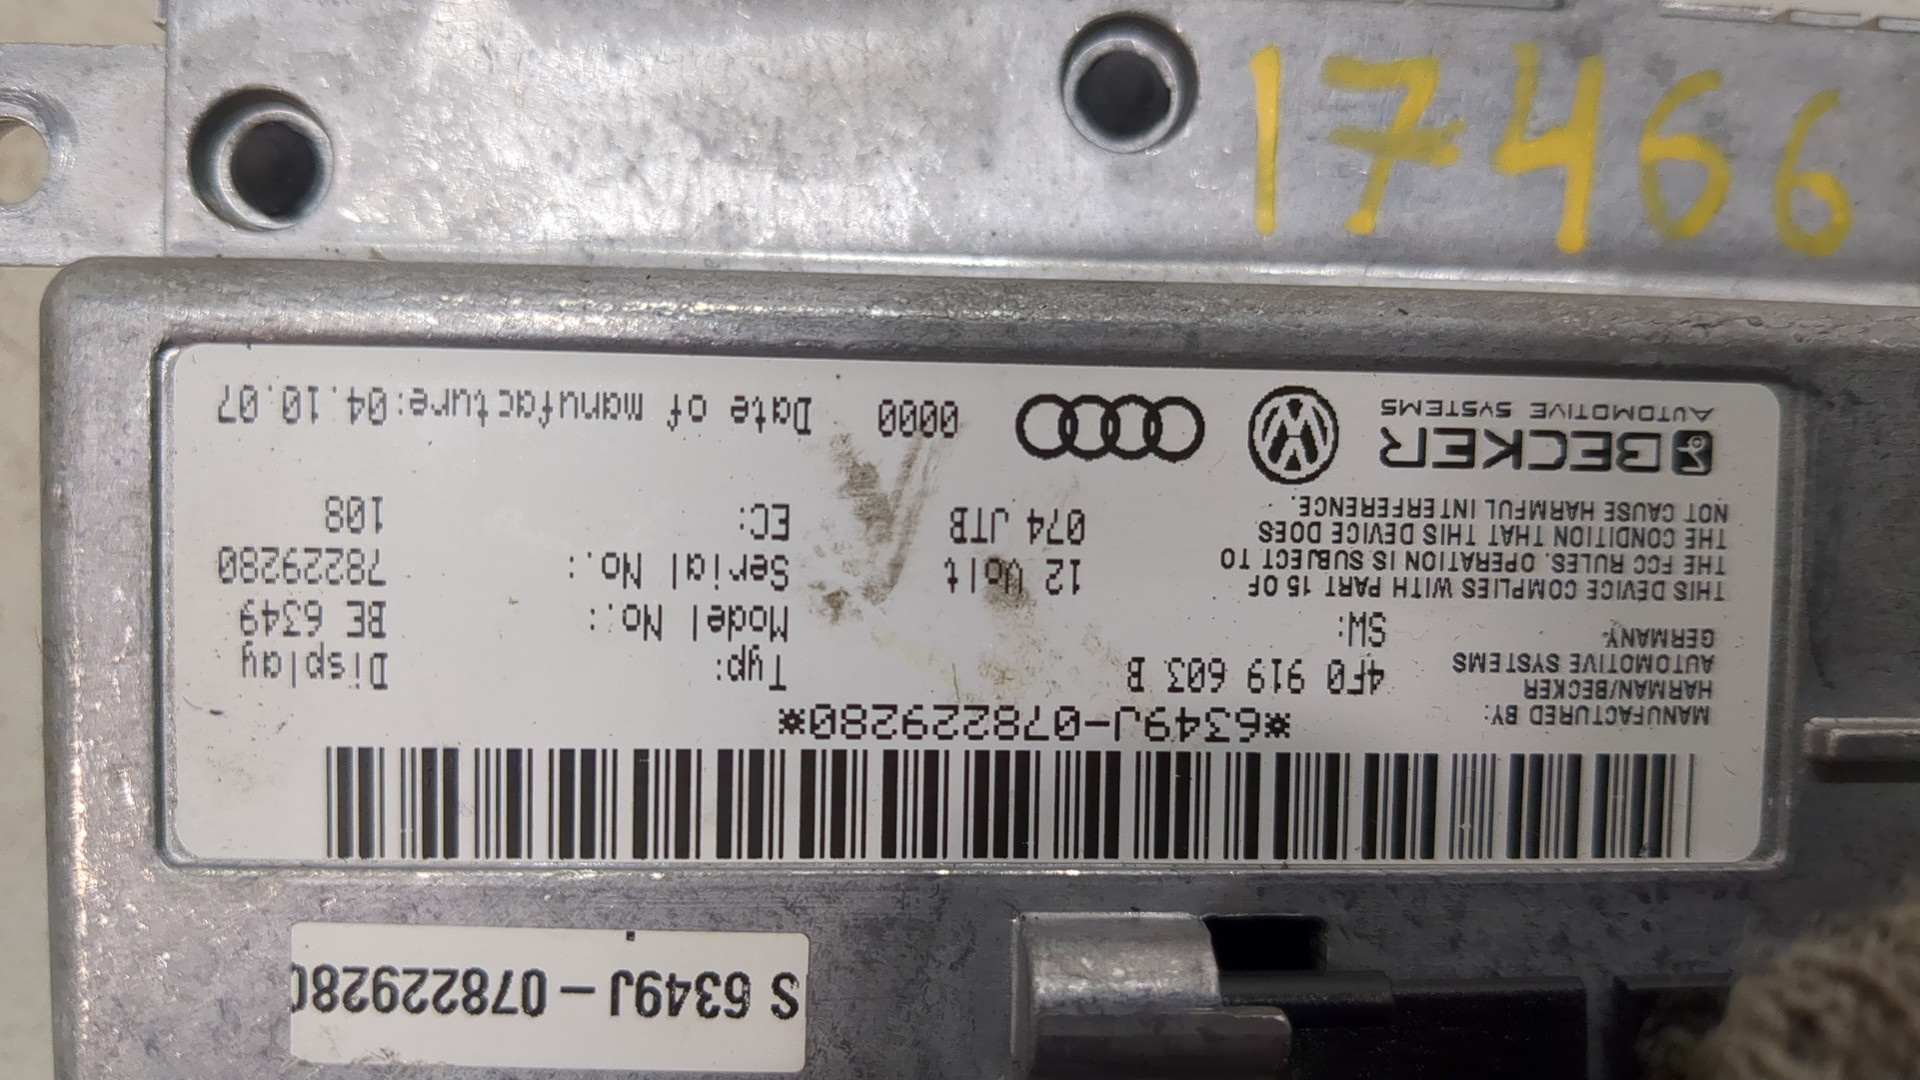 17466
*6349J-078229280*
MANUFACTURED BY:
HARMAN/BECKER
AUTOMOTIVE SYSTEMS
GERMANY
4F0 919 603 B
SW:
Typ: Display
Model No.: BE 6349
Serial No.: 78229280
EC: 108
12 Volt
074 JTB
THIS DEVICE COMPLIES WITH PART 15 OF
THE FCC RULES. OPERATION IS SUBJECT TO
THE CONDITION THAT THIS DEVICE DOES
NOT CAUSE HARMFUL INTERFERENCE.
BECKER
AUTOMOTIVE SYSTEMS
0000 Date of manufacture:04.10.07
S 6349J - 078229280